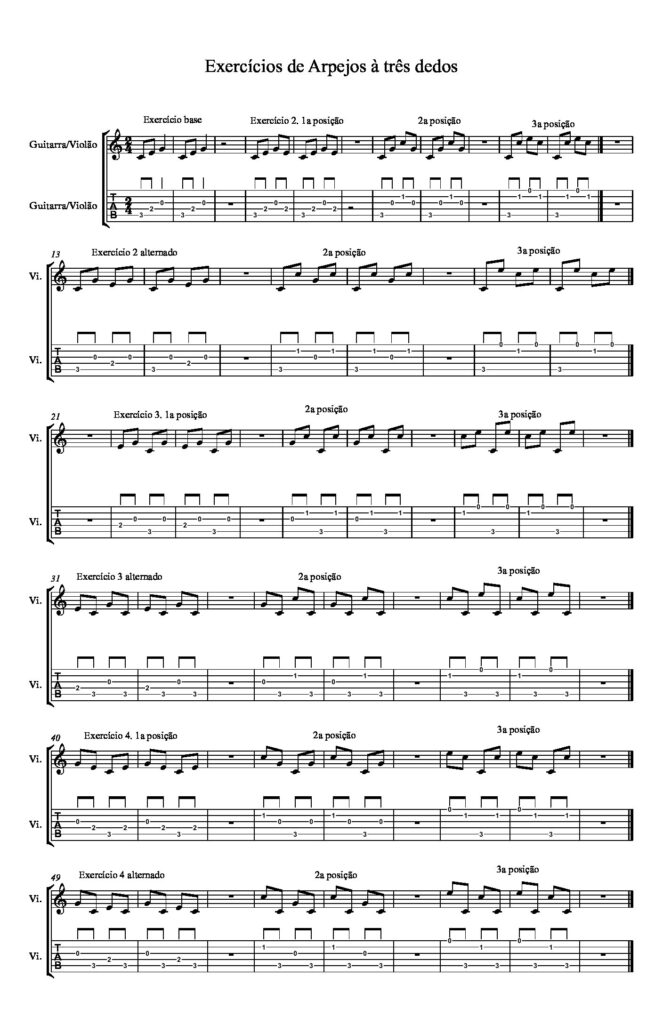 Exercícios de Arpejos à três dedos
Exercício base Exercício 2. 1a posição 2a posição 3a posição
Guitarra/Violão
Guitarra/Violão
13 Exercício 2 alternado 2a posição 3a posição
Vi.
Vi.
21 Exercício 3. 1a posição 2a posição 3a posição
Vi.
Vi.
31 Exercício 3 alternado 2a posição 3a posição
Vi.
Vi.
40 Exercício 4. 1a posição 2a posição 3a posição
Vi.
Vi.
49 Exercício 4 alternado 2a posição 3a posição
Vi.
Vi.